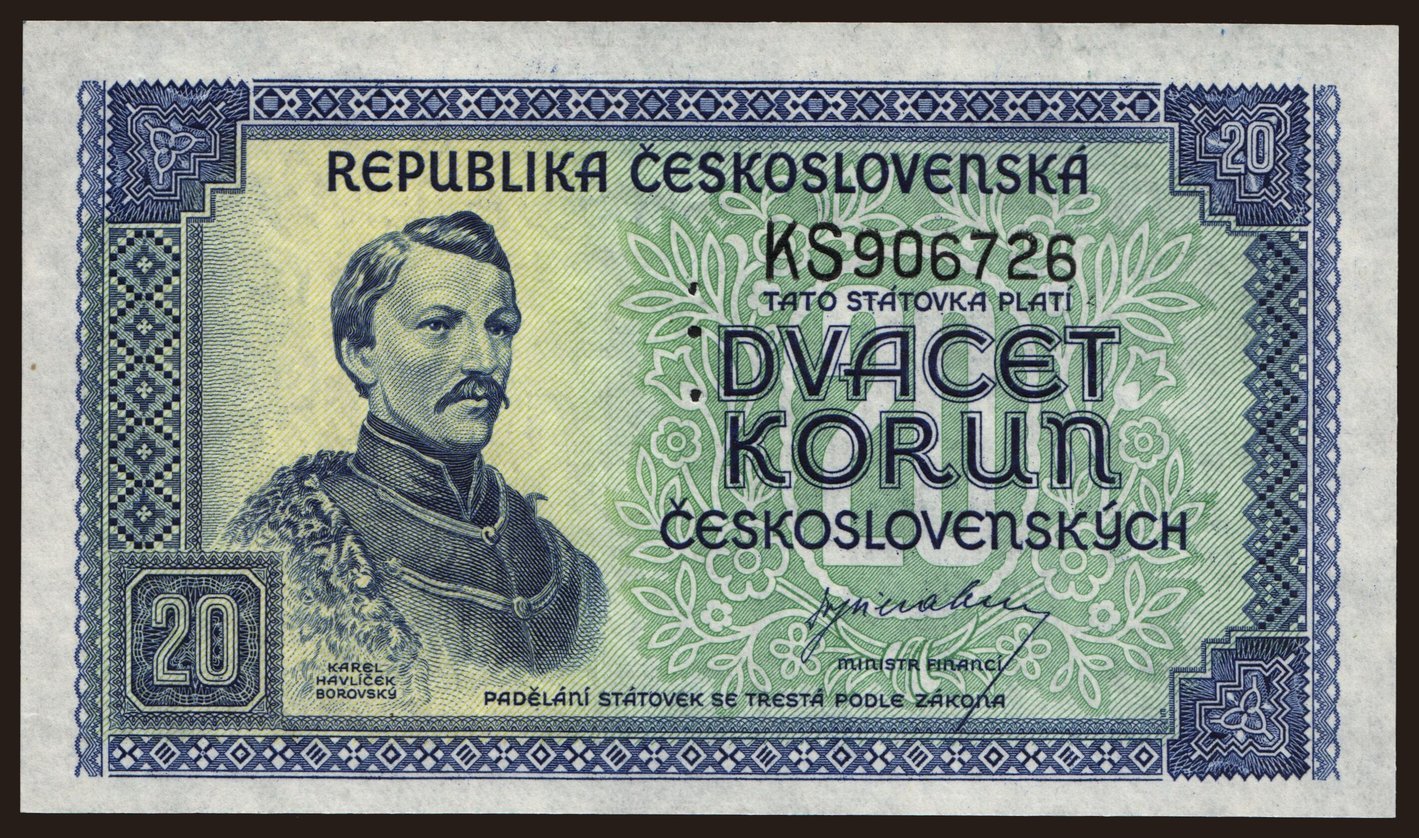 20
REPUBLIKA ČESKOSLOVENSKÁ
KS906726
TATO STÁTOVKA PLATÍ
DVACET
KORUN
ČESKOSLOVENSKÝCH
20
KAREL
HAVLÍČEK
BOROVSKÝ
MINISTR FINANCÍ
PADĚLÁNÍ STÁTOVEK SE TRESTÁ PODLE ZÁKONA